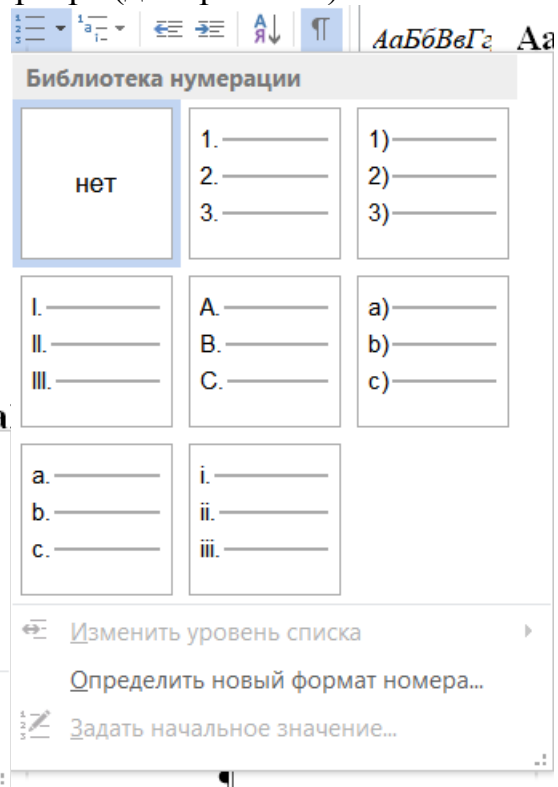 АаБбВвГг Аа
Библиотека нумерации
нет
1.
2.
3.
1)
2)
3)
I.
II.
III.
A.
B.
C.
a)
b)
c)
a.
b.
c.
i.
ii.
iii.
Изменить уровень списка
Определить новый формат номера...
Задать начальное значение...
¶